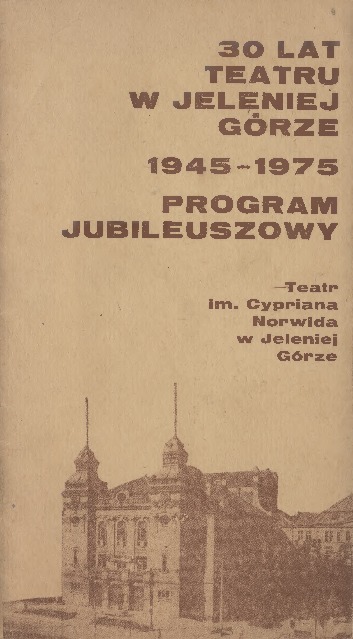 30 LAT
TEATRU
W JELENIEJ
GÓRZE
1945-1975
PROGRAM
JUBILEUSZOWY
Teatr
im. Cypriana
Norwida
w Jeleniej
Górze